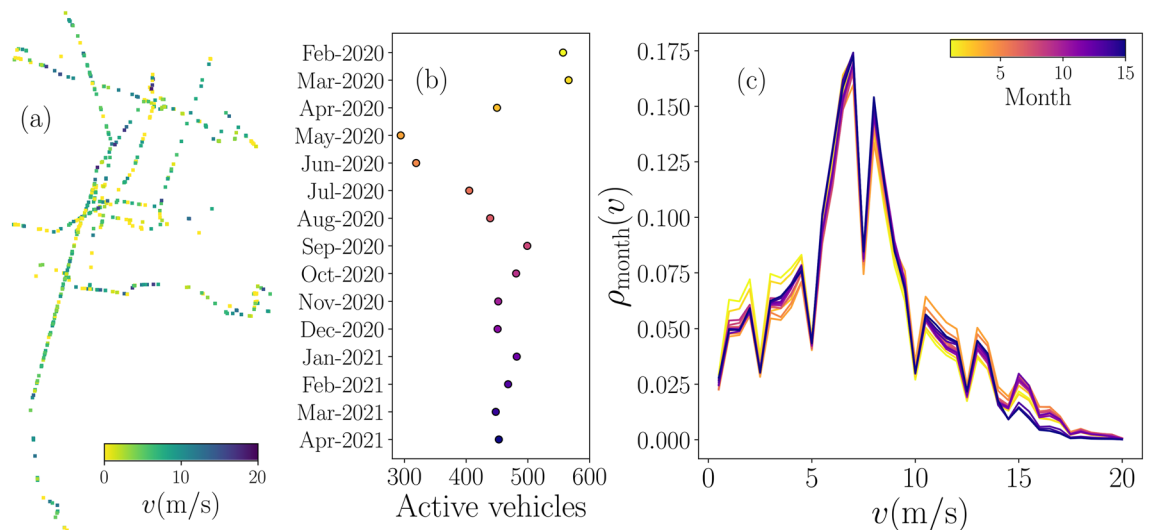 (a)
0 10 20
v(m/s)
(b)
Feb-2020
Mar-2020
Apr-2020
May-2020
Jun-2020
Jul-2020
Aug-2020
Sep-2020
Oct-2020
Nov-2020
Dec-2020
Jan-2021
Feb-2021
Mar-2021
Apr-2021
300 400 500 600
Active vehicles
(c)
5 10 15
Month
0.175
0.150
0.125
0.100
0.075
0.050
0.025
0.000
ρmonth(v)
0 5 10 15 20
v(m/s)